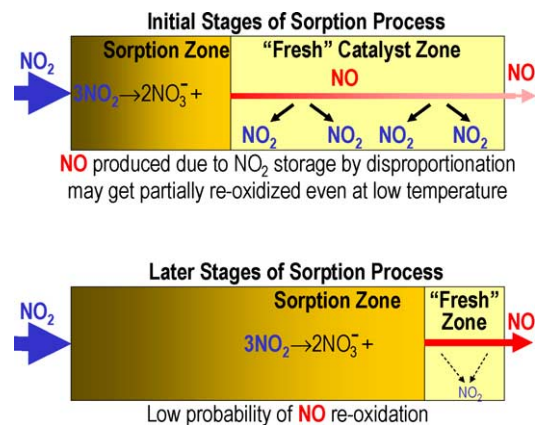 Initial Stages of Sorption Process
Sorption Zone "Fresh" Catalyst Zone
NO₂ 3NO₂→2NO₃⁻+ NO NO
NO₂ NO₂ NO₂ NO₂
NO produced due to NO₂ storage by disproportionation
may get partially re-oxidized even at low temperature
Later Stages of Sorption Process
Sorption Zone "Fresh"
Zone
NO₂ 3NO₂→2NO₃⁻+ NO
NO₂
Low probability of NO re-oxidation